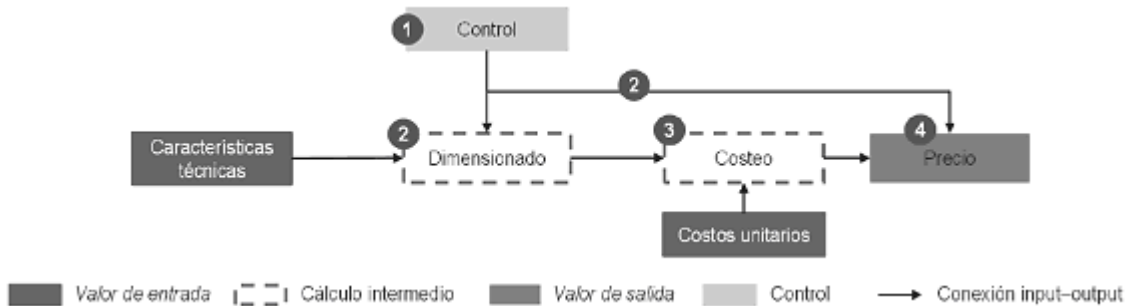 1 Control
2
Características
técnicas
2 Dimensionado
3 Costeo
4 Precio
Costos unitarios
Valor de entrada
Cálculo intermedio
Valor de salida
Control
Conexión input–output